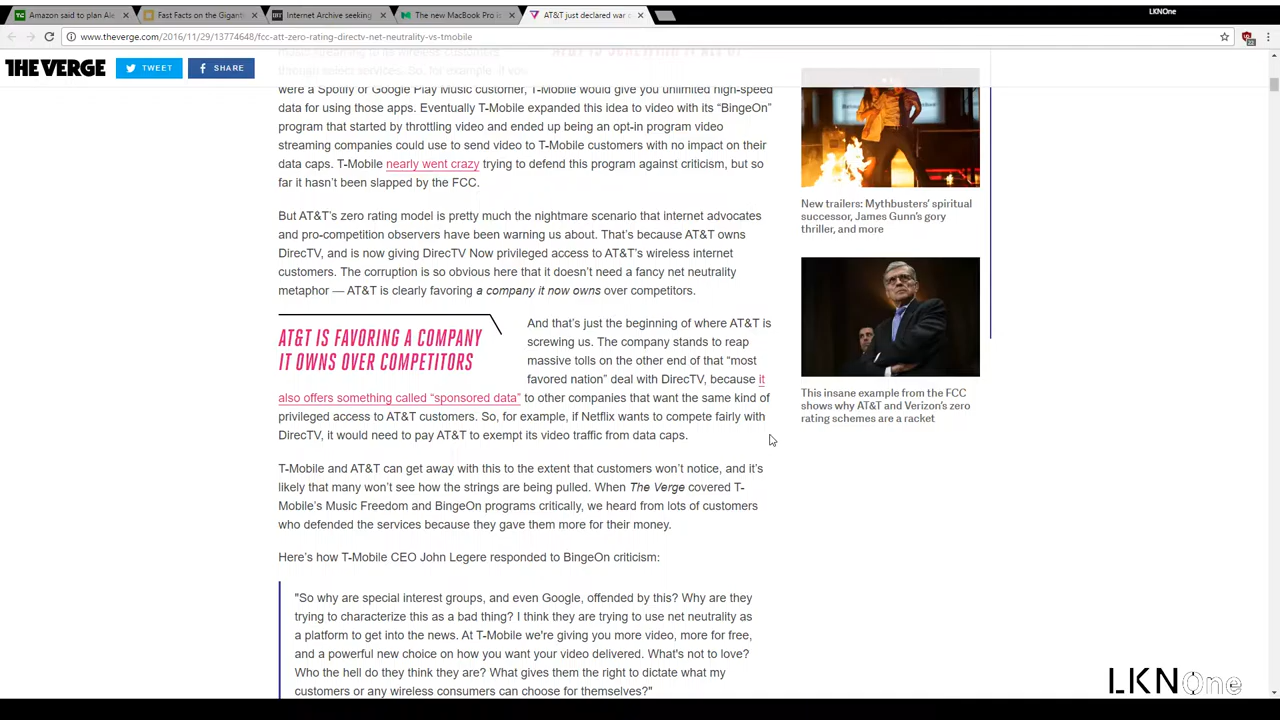 Amazon said to plan Ale
Fast Facts on the Gigant
Internet Archive seeking
The new MacBook Pro is
AT&T just declared war
LKNOne
www.theverge.com/2016/11/29/13774648/fcc-att-zero-rating-directv-net-neutrality-vs-tmobile
THE VERGE
TWEET
SHARE
were a Spotify or Google Play Music customer, T-Mobile would give you unlimited high-speed
data for using those apps. Eventually T-Mobile expanded this idea to video with its “BingeOn”
program that started by throttling video and ended up being an opt-in program video
streaming companies could use to send video to T-Mobile customers with no impact on their
data caps. T-Mobile nearly went crazy trying to defend this program against criticism, but so
far it hasn’t been slapped by the FCC.
But AT&T’s zero rating model is pretty much the nightmare scenario that internet advocates
and pro-competition observers have been warning us about. That’s because AT&T owns
DirecTV, and is now giving DirecTV Now privileged access to AT&T’s wireless internet
customers. The corruption is so obvious here that it doesn’t need a fancy net neutrality
metaphor — AT&T is clearly favoring a company it now owns over competitors.
AT&T IS FAVORING A COMPANY
IT OWNS OVER COMPETITORS
And that’s just the beginning of where AT&T is
screwing us. The company stands to reap
massive tolls on the other end of that “most
favored nation” deal with DirecTV, because it
also offers something called “sponsored data” to other companies that want the same kind of
privileged access to AT&T customers. So, for example, if Netflix wants to compete fairly with
DirecTV, it would need to pay AT&T to exempt its video traffic from data caps.
T-Mobile and AT&T can get away with this to the extent that customers won’t notice, and it’s
likely that many won’t see how the strings are being pulled. When The Verge covered T-
Mobile’s Music Freedom and BingeOn programs critically, we heard from lots of customers
who defended the services because they gave them more for their money.
Here’s how T-Mobile CEO John Legere responded to BingeOn criticism:
"So why are special interest groups, and even Google, offended by this? Why are they
trying to characterize this as a bad thing? I think they are trying to use net neutrality as
a platform to get into the news. At T-Mobile we're giving you more video, more for free,
and a powerful new choice on how you want your video delivered. What's not to love?
Who the hell do they think they are? What gives them the right to dictate what my
customers or any wireless consumers can choose for themselves?"
New trailers: Mythbusters’ spiritual
successor, James Gunn’s gory
thriller, and more
This insane example from the FCC
shows why AT&T and Verizon’s zero
rating schemes are a racket
LKNOne